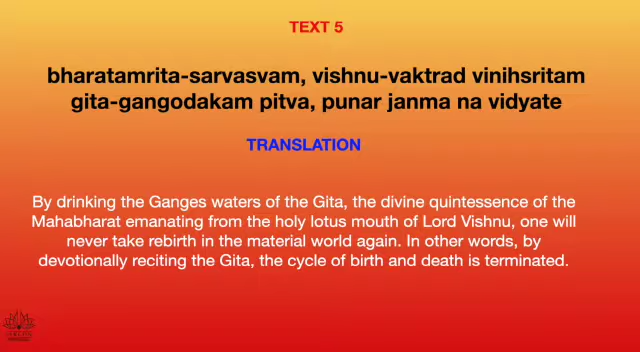 TEXT 5
bharatamrita-sarvasvam, vishnu-vaktrad vinihsritam
gita-gangodakam pitva, punar janma na vidyate
TRANSLATION
By drinking the Ganges waters of the Gita, the divine quintessence of the
Mahabharat emanating from the holy lotus mouth of Lord Vishnu, one will
never take rebirth in the material world again. In other words, by
devotionally reciting the Gita, the cycle of birth and death is terminated.